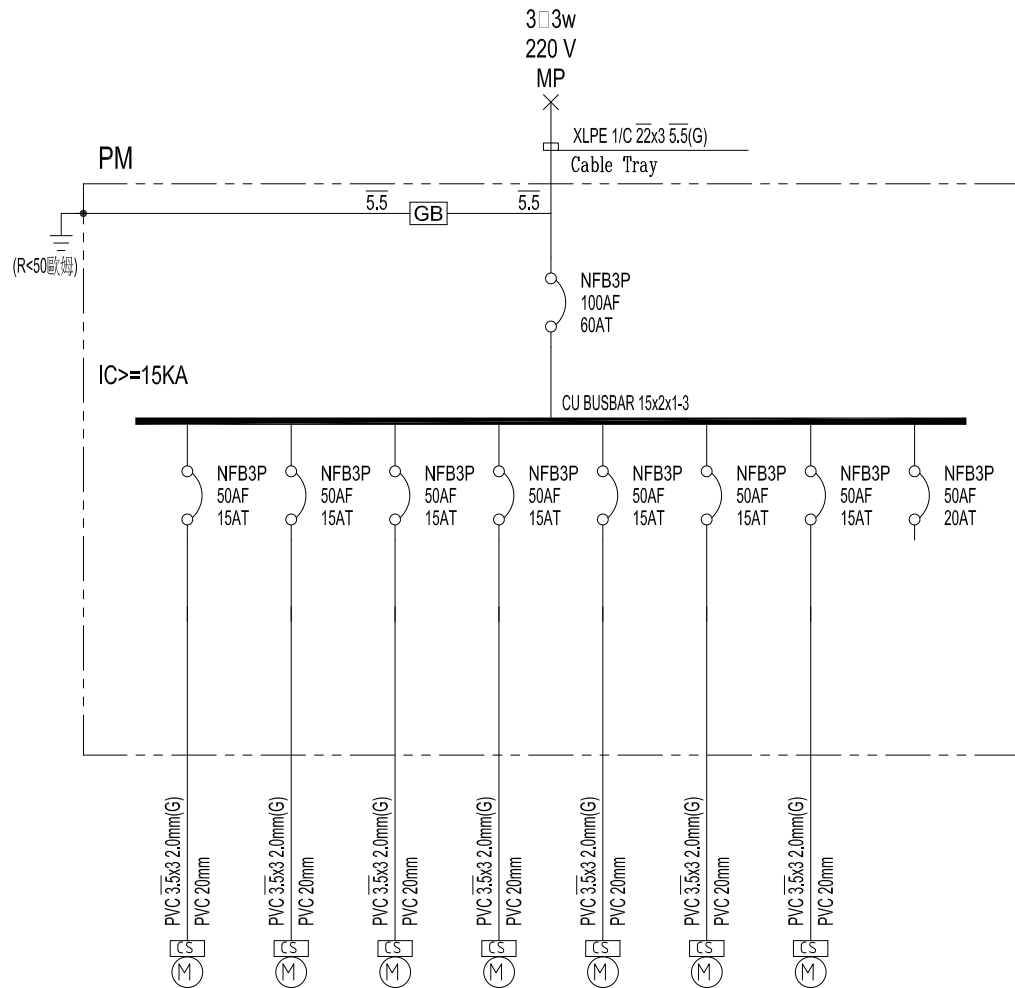 3□3w
220 V
MP
XLPE 1/C 22x3 5.5(G)
Cable Tray
PM
5.5
GB
5.5
(R<50歐姆)
NFB3P
100AF
60AT
IC>=15KA
CU BUSBAR 15x2x1-3
NFB3P
50AF
15AT
NFB3P
50AF
15AT
NFB3P
50AF
15AT
NFB3P
50AF
15AT
NFB3P
50AF
15AT
NFB3P
50AF
15AT
NFB3P
50AF
15AT
NFB3P
50AF
20AT
PVC 3.5x3 2.0mm(G)
PVC 20mm
PVC 3.5x3 2.0mm(G)
PVC 20mm
PVC 3.5x3 2.0mm(G)
PVC 20mm
PVC 3.5x3 2.0mm(G)
PVC 20mm
PVC 3.5x3 2.0mm(G)
PVC 20mm
PVC 3.5x3 2.0mm(G)
PVC 20mm
PVC 3.5x3 2.0mm(G)
PVC 20mm
CS
M
CS
M
CS
M
CS
M
CS
M
CS
M
CS
M